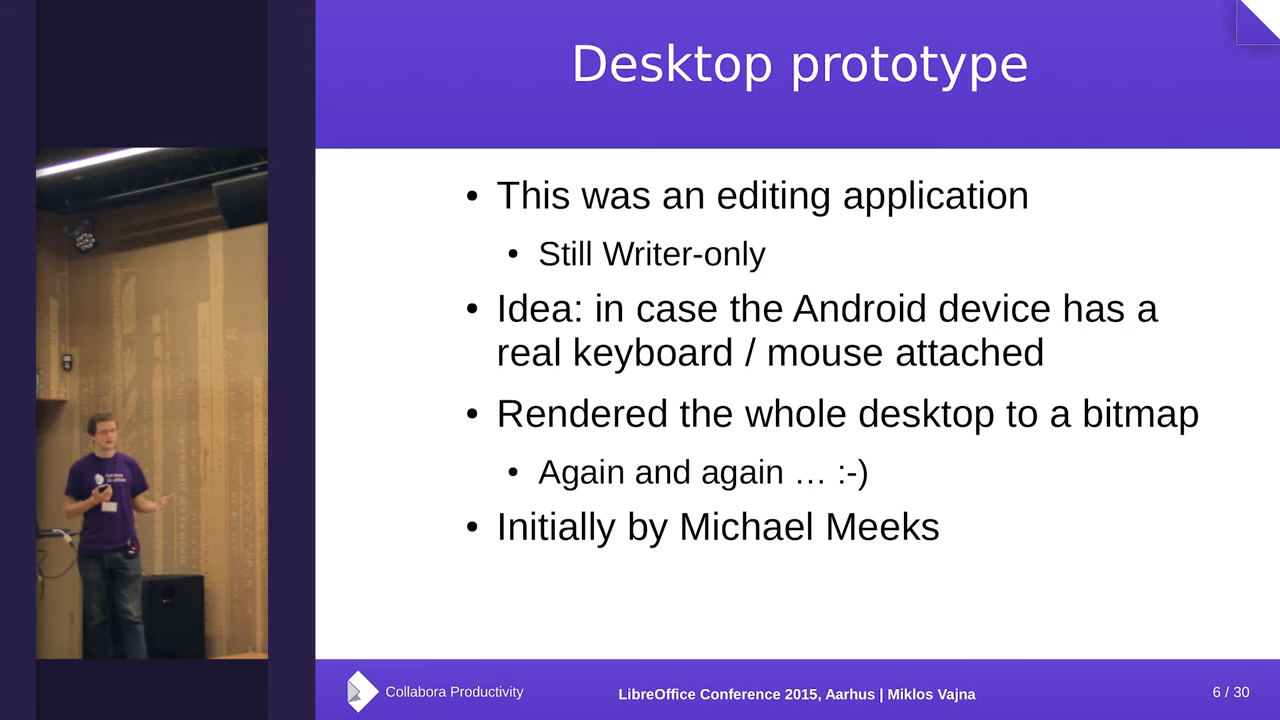 Desktop prototype
• This was an editing application
• Still Writer-only
• Idea: in case the Android device has a
real keyboard / mouse attached
• Rendered the whole desktop to a bitmap
• Again and again … :-)
• Initially by Michael Meeks
Collabora Productivity
LibreOffice Conference 2015, Aarhus | Miklos Vajna
6 / 30